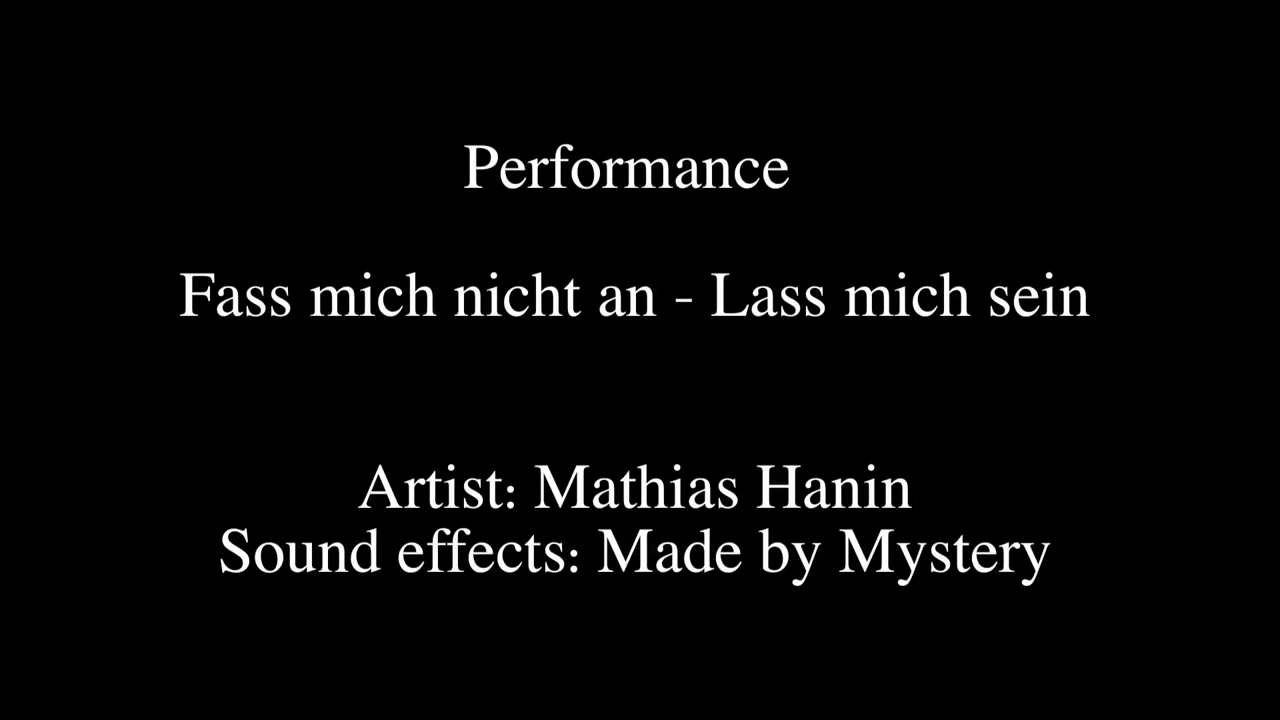 Performance
Fass mich nicht an - Lass mich sein
Artist: Mathias Hanin
Sound effects: Made by Mystery